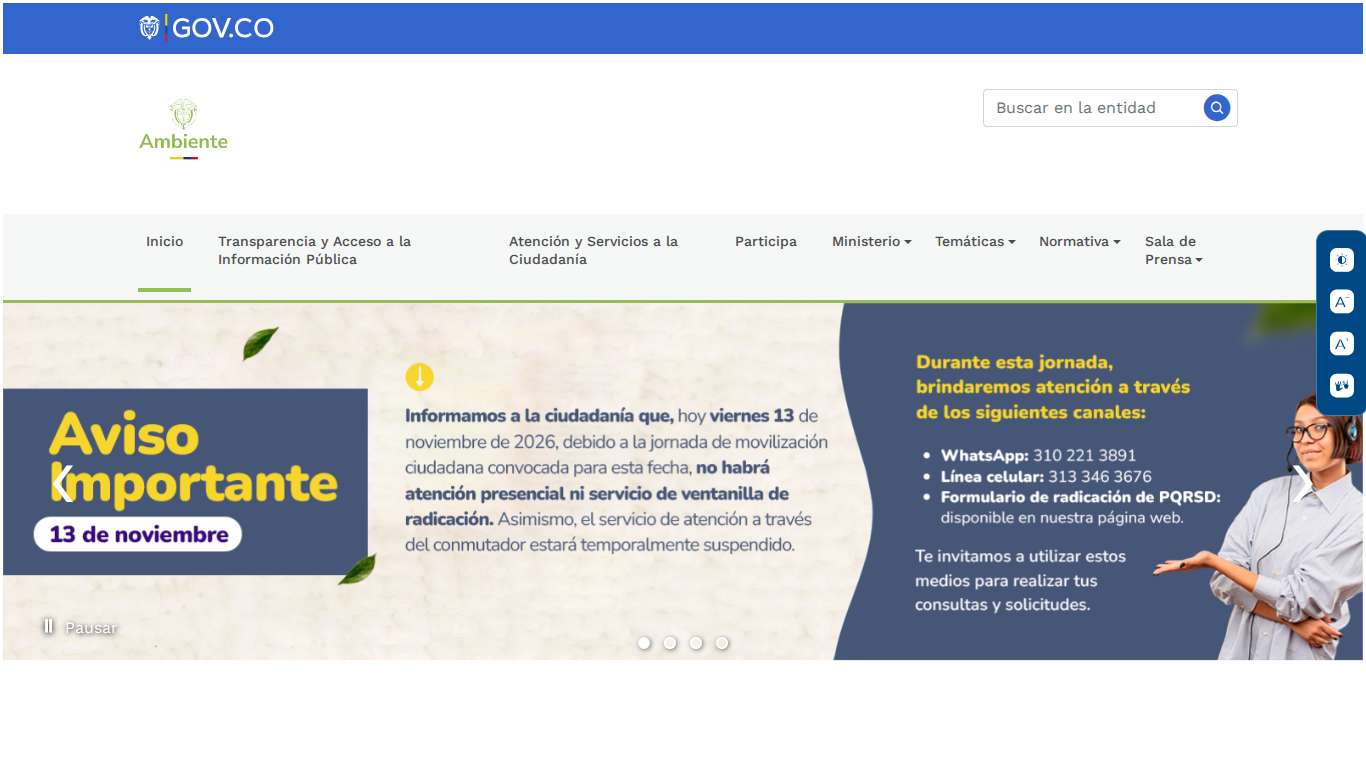 GOV.CO
Ambiente
Buscar en la entidad
Inicio
Transparencia y Acceso a la
Información Pública
Atención y Servicios a la
Ciudadanía
Participa
Ministerio
Temáticas
Normativa
Sala de
Prensa
A-
A+
Aviso
Importante
13 de noviembre
Informamos a la ciudadanía que, hoy viernes 13 de
noviembre de 2026, debido a la jornada de movilización
ciudadana convocada para esta fecha, no habrá
atención presencial ni servicio de ventanilla de
radicación. Asimismo, el servicio de atención a través
del conmutador estará temporalmente suspendido.
Durante esta jornada,
brindaremos atención a través
de los siguientes canales:
• WhatsApp: 310 221 3891
• Línea celular: 313 346 3676
• Formulario de radicación de PQRSD:
disponible en nuestra página web.
Te invitamos a utilizar estos
medios para realizar tus
consultas y solicitudes.
Pausar